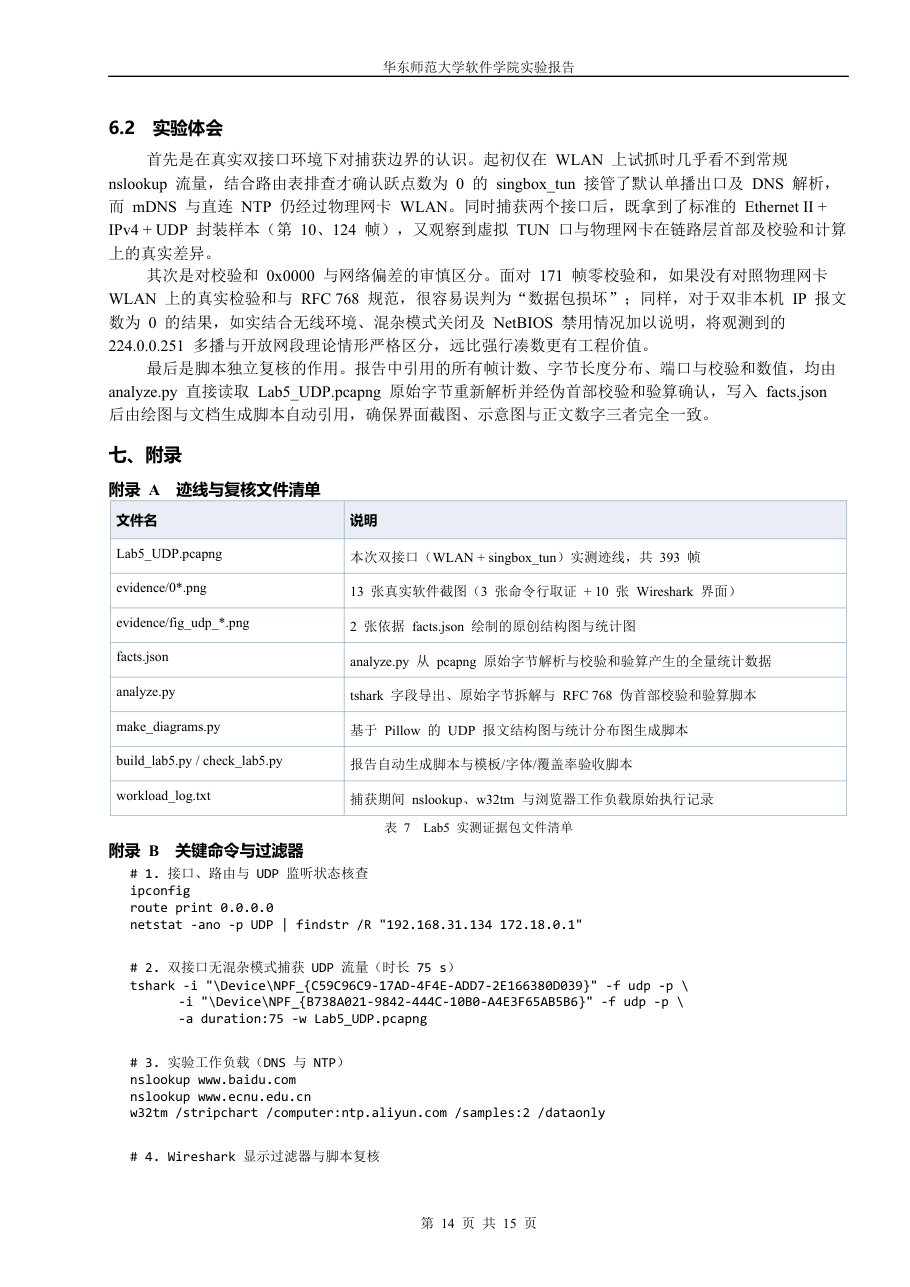 华东师范大学软件学院实验报告
6.2 实验体会
首先是在真实双接口环境下对捕获边界的认识。起初仅在 WLAN 上试抓时几乎看不到常规
nslookup 流量，结合路由表排查才确认跃点数为 0 的 singbox_tun 接管了默认单播出口及 DNS 解析，
而 mDNS 与直连 NTP 仍经过物理网卡 WLAN。同时捕获两个接口后，既拿到了标准的 Ethernet II +
IPv4 + UDP 封装样本（第 10、124 帧），又观察到虚拟 TUN 口与物理网卡在链路层首部及校验和计算
上的真实差异。
其次是对校验和 0x0000 与网络偏差的审慎区分。面对 171 帧零校验和，如果没有对照物理网卡
WLAN 上的真实检验和与 RFC 768 规范，很容易误判为“数据包损坏”；同样，对于双非本机 IP 报文
数为 0 的结果，如实结合无线环境、混杂模式关闭及 NetBIOS 禁用情况加以说明，将观测到的
224.0.0.251 多播与开放网段理论情形严格区分，远比强行凑数更有工程价值。
最后是脚本独立复核的作用。报告中引用的所有帧计数、字节长度分布、端口与校验和数值，均由
analyze.py 直接读取 Lab5_UDP.pcapng 原始字节重新解析并经伪首部校验和验算确认，写入 facts.json
后由绘图与文档生成脚本自动引用，确保界面截图、示意图与正文数字三者完全一致。
七、附录
附录 A 迹线与复核文件清单
文件名 说明
Lab5_UDP.pcapng 本次双接口（WLAN + singbox_tun）实测迹线，共 393 帧
evidence/0*.png 13 张真实软件截图（3 张命令行取证 + 10 张 Wireshark 界面）
evidence/fig_udp_*.png 2 张依据 facts.json 绘制的原创结构图与统计图
facts.json analyze.py 从 pcapng 原始字节解析与校验和验算产生的全量统计数据
analyze.py tshark 字段导出、原始字节拆解与 RFC 768 伪首部校验和验算脚本
make_diagrams.py 基于 Pillow 的 UDP 报文结构图与统计分布图生成脚本
build_lab5.py / check_lab5.py 报告自动生成脚本与模板/字体/覆盖率验收脚本
workload_log.txt 捕获期间 nslookup、w32tm 与浏览器工作负载原始执行记录
表 7 Lab5 实测证据包文件清单
附录 B 关键命令与过滤器
# 1. 接口、路由与 UDP 监听状态核查
ipconfig
route print 0.0.0.0
netstat -ano -p UDP | findstr /R "192.168.31.134 172.18.0.1"
# 2. 双接口无混杂模式捕获 UDP 流量（时长 75 s）
tshark -i "\Device\NPF_{C59C96C9-17AD-4F4E-ADD7-2E166380D039}" -f udp -p \
-i "\Device\NPF_{B738A021-9842-444C-10B0-A4E3F65AB5B6}" -f udp -p \
-a duration:75 -w Lab5_UDP.pcapng
# 3. 实验工作负载（DNS 与 NTP）
nslookup www.baidu.com
nslookup www.ecnu.edu.cn
w32tm /stripchart /computer:ntp.aliyun.com /samples:2 /dataonly
# 4. Wireshark 显示过滤器与脚本复核
第 14 页 共 15 页